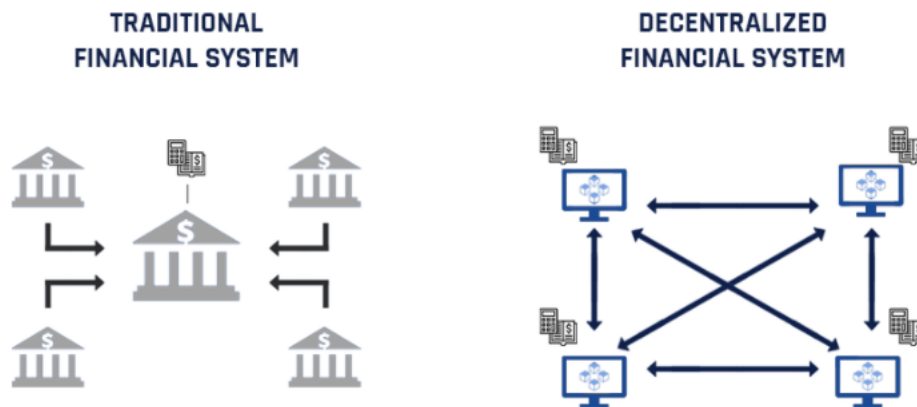 TRADITIONAL
FINANCIAL SYSTEM
DECENTRALIZED
FINANCIAL SYSTEM
$
$
$
$
$
$
$
$
$
$